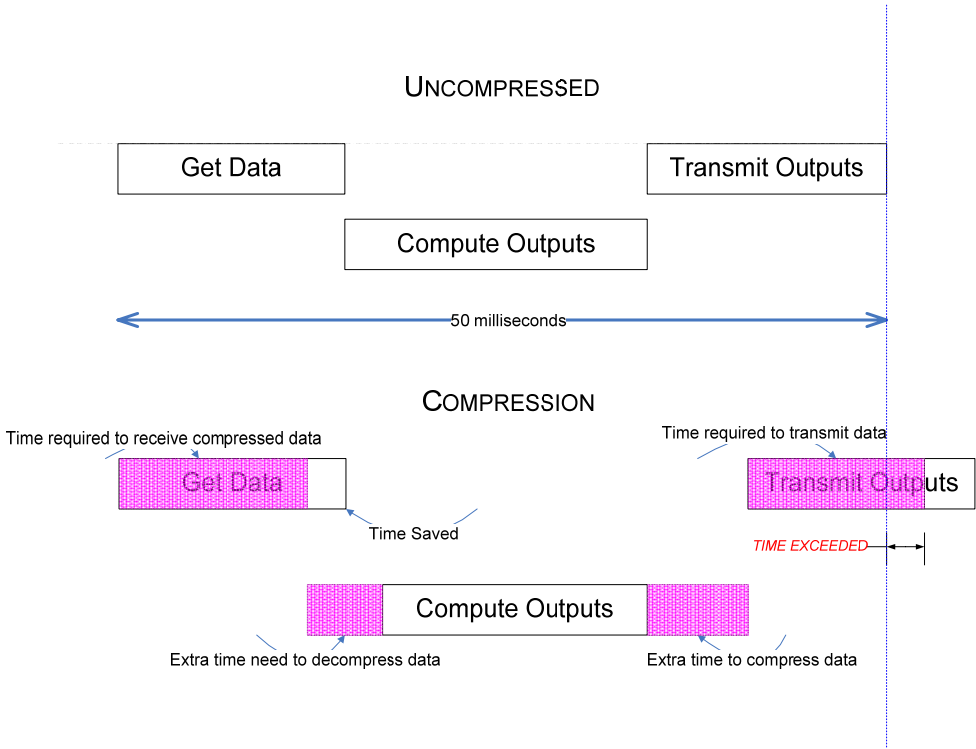 UNCOMPRESSED
Get Data
Transmit Outputs
Compute Outputs
50 milliseconds
COMPRESSION
Time required to receive compressed data
Time required to transmit data
Get Data
Transmit Outputs
Time Saved
TIME EXCEEDED
Compute Outputs
Extra time need to decompress data
Extra time to compress data